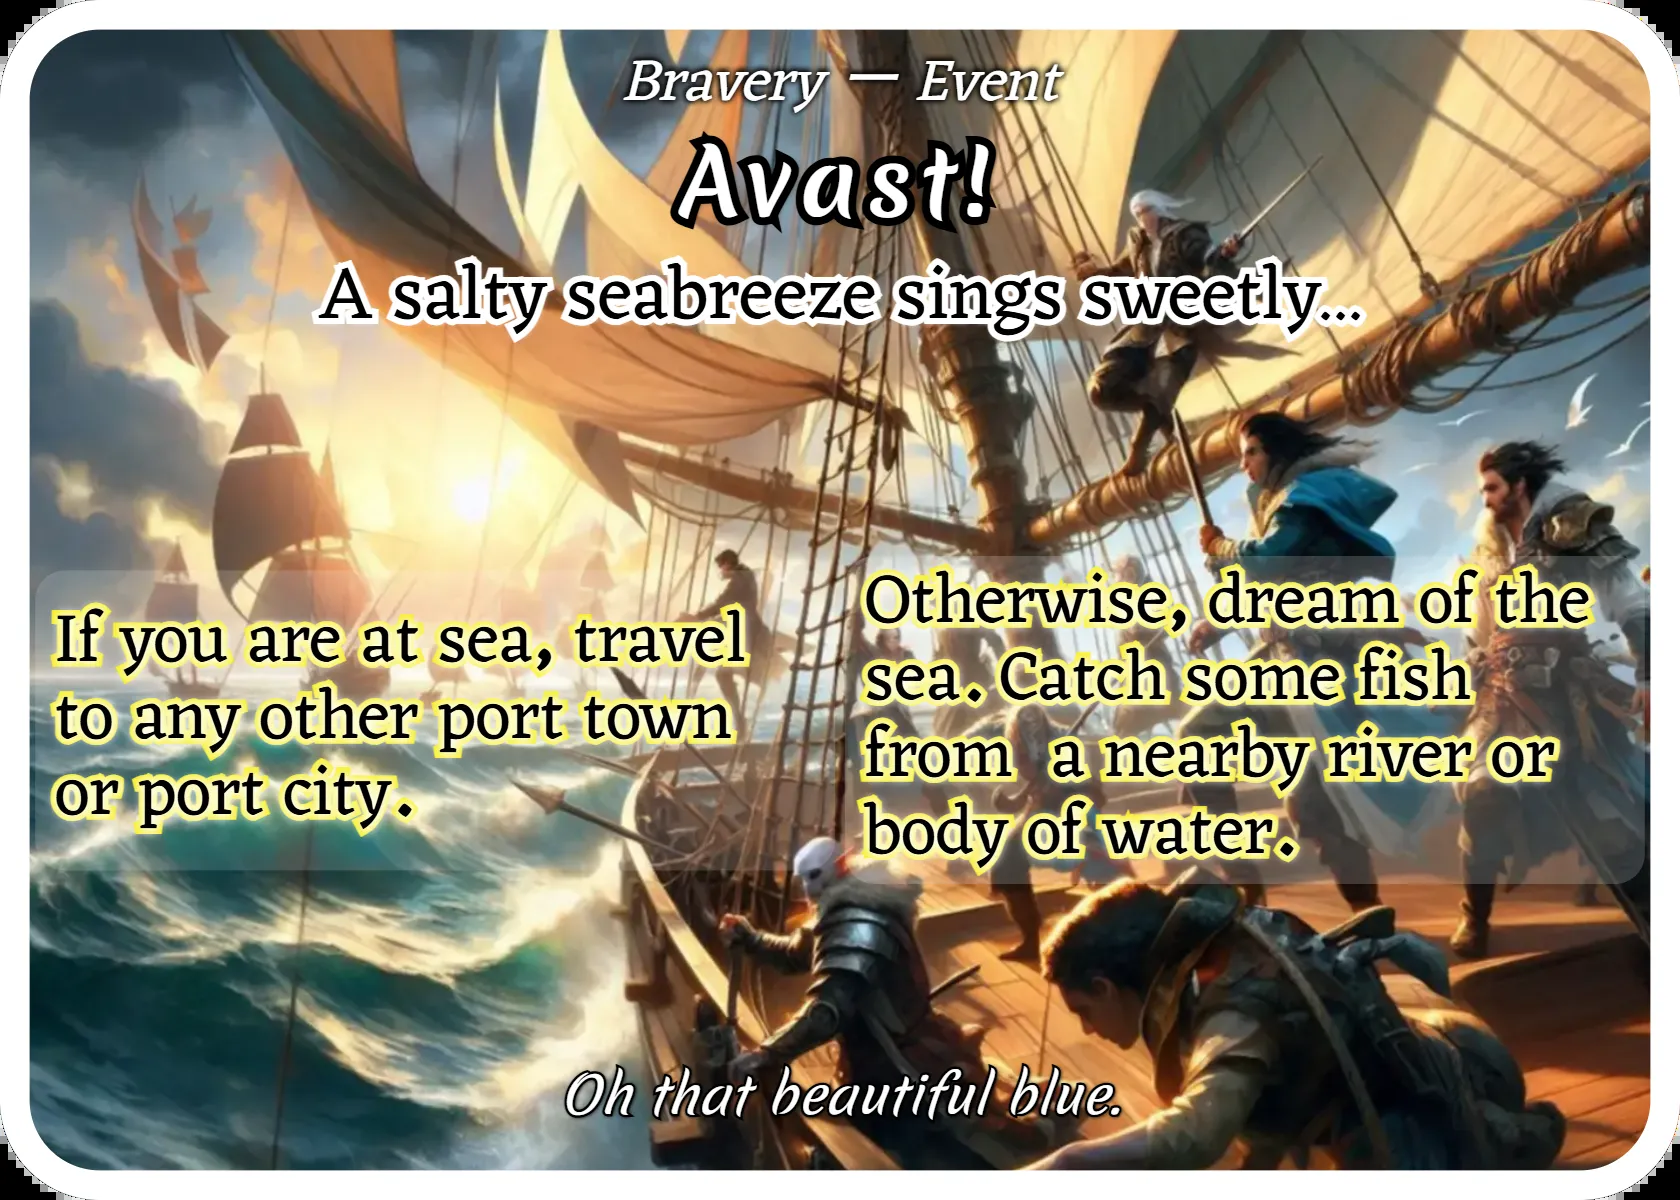 Bravery — Event
Avast!
A salty seabreeze sings sweetly...
If you are at sea, travel
to any other port town
or port city.
Otherwise, dream of the
sea. Catch some fish
from  a nearby river or
body of water.
Oh that beautiful blue.